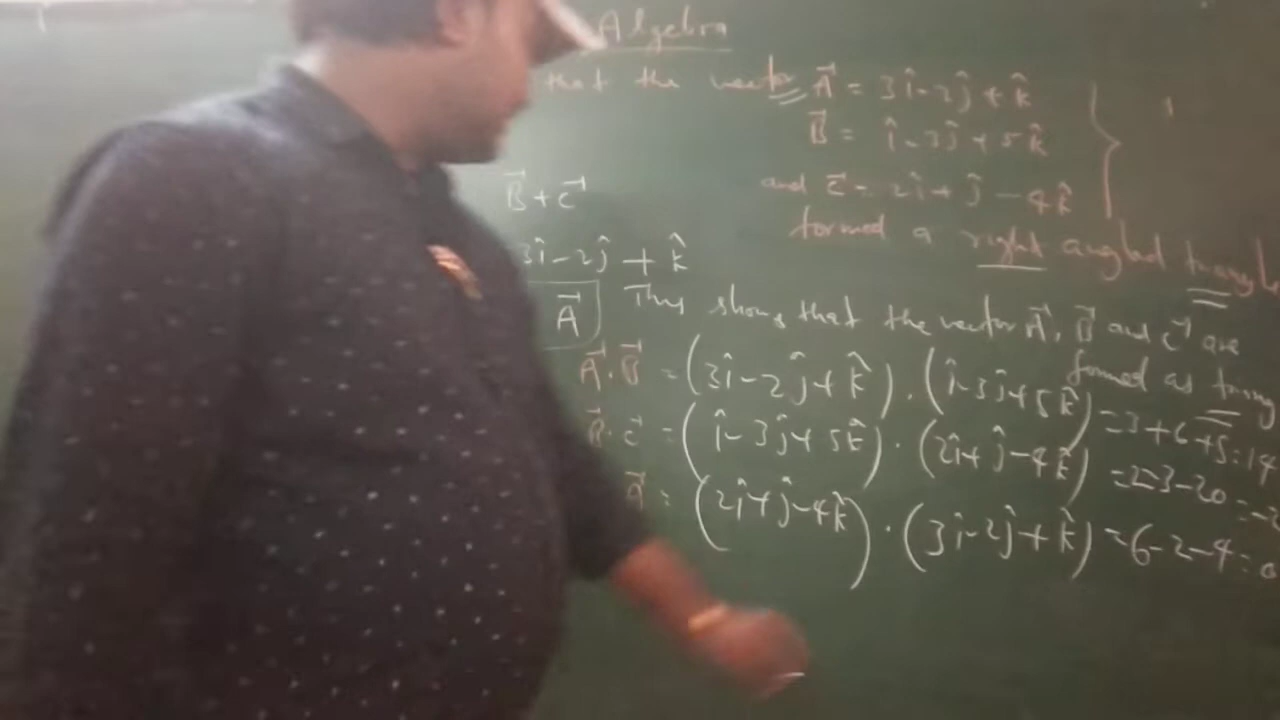 Algebra
that the vector A⃗ = 3î-2ĵ+k̂
B⃗ = î-3ĵ+5k̂
and c⃗ = 2î+ĵ-4k̂
formed a right angled triangle
B⃗+c⃗
3î-2ĵ+k̂
A⃗
Thus shows that the vector A⃗, B⃗ and c⃗ are
formed as
A⃗.B⃗ = (3î-2ĵ+k̂).(î-3ĵ+5k̂) = 3+6+5=14
B⃗.c⃗ = (î-3ĵ+5k̂).(2î+ĵ-4k̂) = 2-3-20
A⃗ = (2î+ĵ-4k̂).(3î-2ĵ+k̂) = 6-2-4=0